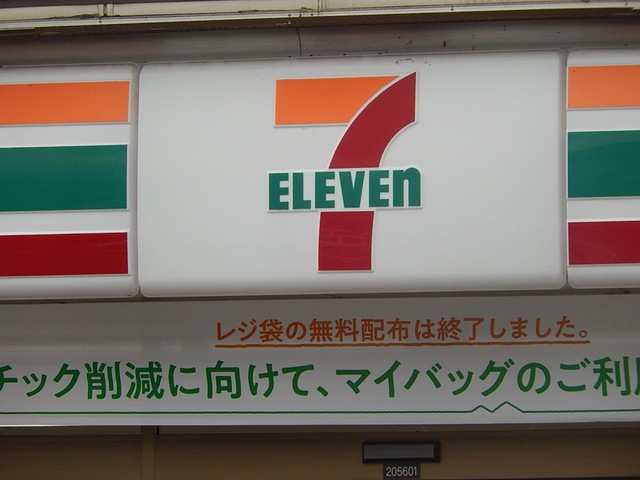 7
ELEVEn
レジ袋の無料配布は終了しました。
チック削減に向けて、マイバッグのご利
205601